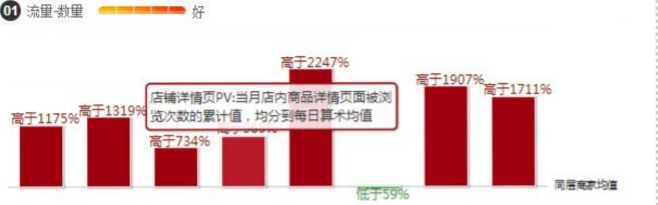 01 流量-数量 好
高于2247%
高于1907%
高于1711%
高于1319%
高于1175%
店铺详情页PV:当月店内商品详情页面被浏
览次数的累计值，均分到每日算术均值
高于734%
低于59%
同层商家均值